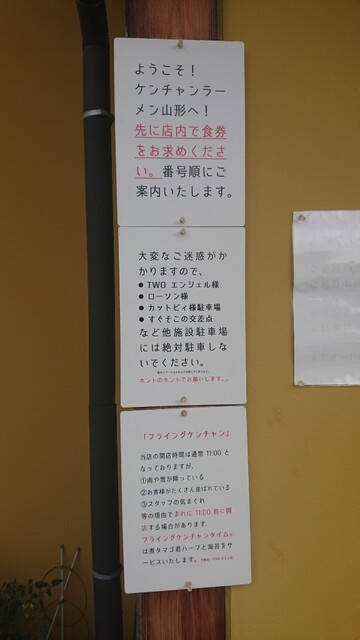 ようこそ！
ケンチャンラー
メン山形へ！
先に店内で食券
をお求めくださ
い。番号順にご
案内いたします。
大変なご迷惑がか
かりますので、
● TWO エンジェル様
● ローソン様
● カットビィ様駐車場
● すぐそこの交差点
など他施設駐車場
には絶対駐車しな
いでください。
ホントのホントでお願いします。
「フライングケンチャン」
当店の開店時間は通常 11:00 と
なっておりますが、
①雨や雪が降っている
②お客様がたくさん並ばれている
③スタッフの気まぐれ
等の理由でまれに 11:00 前に開
店する場合があります.
フライングケンチャンタイム。
は煮タマゴ君ハーフと海苔をサ
ービスいたします。